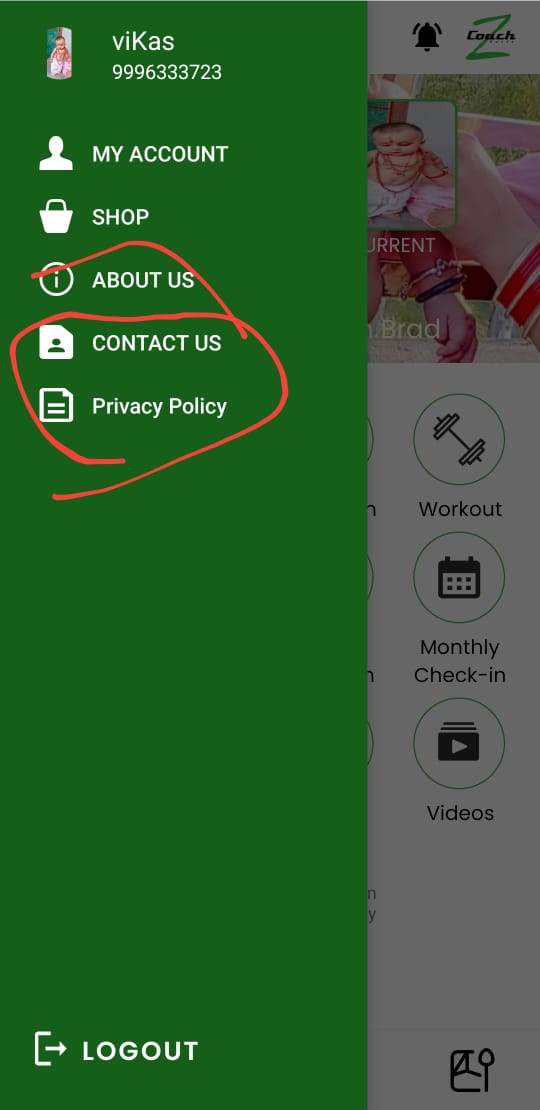 viKas
9996333723
Coach
MY ACCOUNT
SHOP
ABOUT US
CONTACT US
Privacy Policy
URRENT
Brad
n
Workout
n
Monthly
Check-in
Videos
n
y
LOGOUT